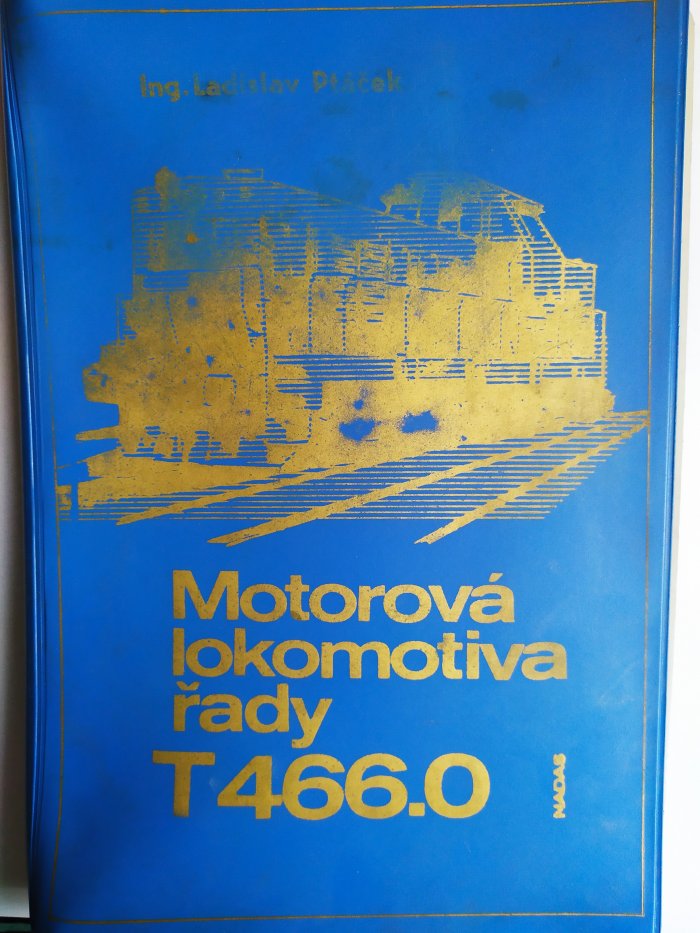 Ing. Ladislav Ptáček
Motorová
lokomotiva
řady
T 466.0
NADAS